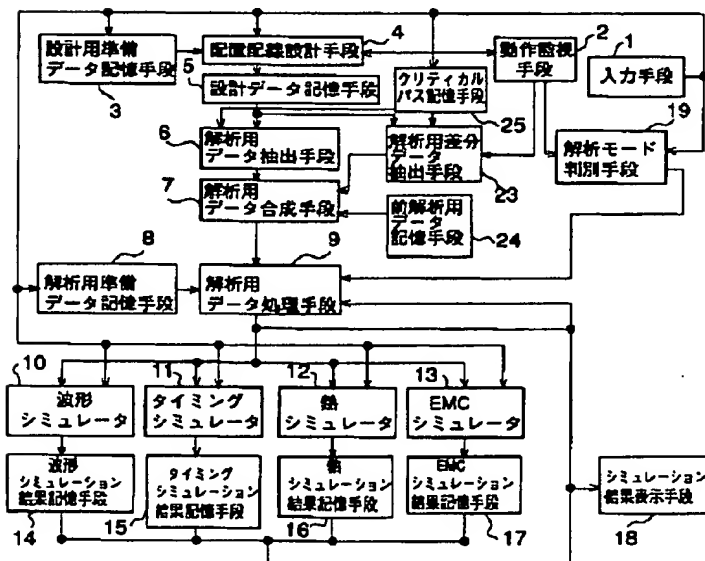 設計用準備
データ記憶手段
3
配置配線設計手段
4
動作監視
手段
2
1
入力手段
5
設計データ記憶手段
クリティカル
パス記憶手段
25
19
解析モード
判別手段
6
解析用
データ抽出手段
解析用差分
データ
抽出手段
23
7
解析用
データ合成手段
前解析用
データ
記憶手段
24
8
解析用準備
データ記憶手段
9
解析用
データ処理手段
10
波形
シミュレータ
11
タイミング
シミュレータ
12
熱
シミュレータ
13
EMC
シミュレータ
波形
シミュレーション
結果記憶手段
14
タイミング
シミュレーション
結果記憶手段
15
熱
シミュレーション
結果記憶手段
16
EMC
シミュレーション
結果記憶手段
17
シミュレーション
結果表示手段
18